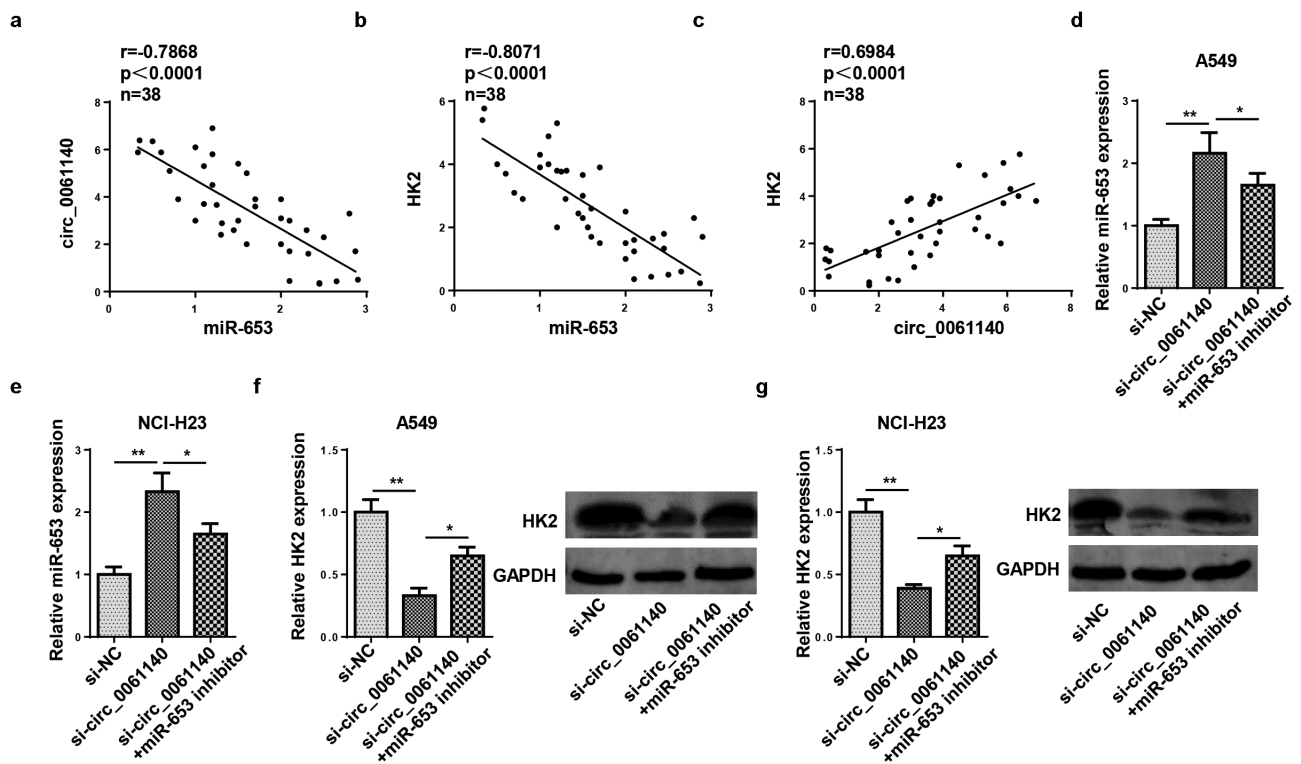 a
r=-0.7868
p<0.0001
n=38
circ_0061140
8
6
4
2
0
0
1
2
3
miR-653
b
r=-0.8071
p<0.0001
n=38
HK2
6
4
2
0
0
1
2
3
miR-653
c
r=0.6984
p<0.0001
n=38
HK2
8
6
4
2
0
0
2
4
6
8
circ_0061140
d
A549
Relative miR-653 expression
3
2
1
0
**
*
si-NC
si-circ_0061140
si-circ_0061140
+miR-653 inhibitor
e
NCI-H23
Relative miR-653 expression
3
2
1
0
**
*
si-NC
si-circ_0061140
si-circ_0061140
+miR-653 inhibitor
f
A549
Relative HK2 expression
1.5
1.0
0.5
0.0
**
*
si-NC
si-circ_0061140
si-circ_0061140
+miR-653 inhibitor
HK2
GAPDH
si-NC
si-circ_0061140
si-circ_0061140
+miR-653 inhibitor
g
NCI-H23
Relative HK2 expression
1.5
1.0
0.5
0.0
**
*
si-NC
si-circ_0061140
si-circ_0061140
+miR-653 inhibitor
HK2
GAPDH
si-NC
si-circ_0061140
si-circ_0061140
+miR-653 inhibitor